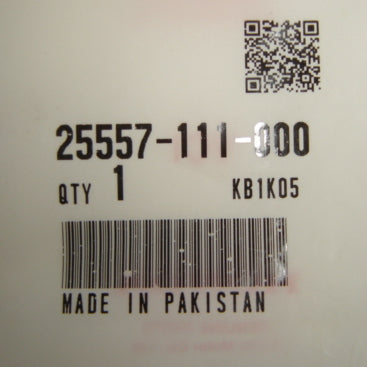 25557-111-000
QTY 1 KB1K05
MADE IN PAKISTAN